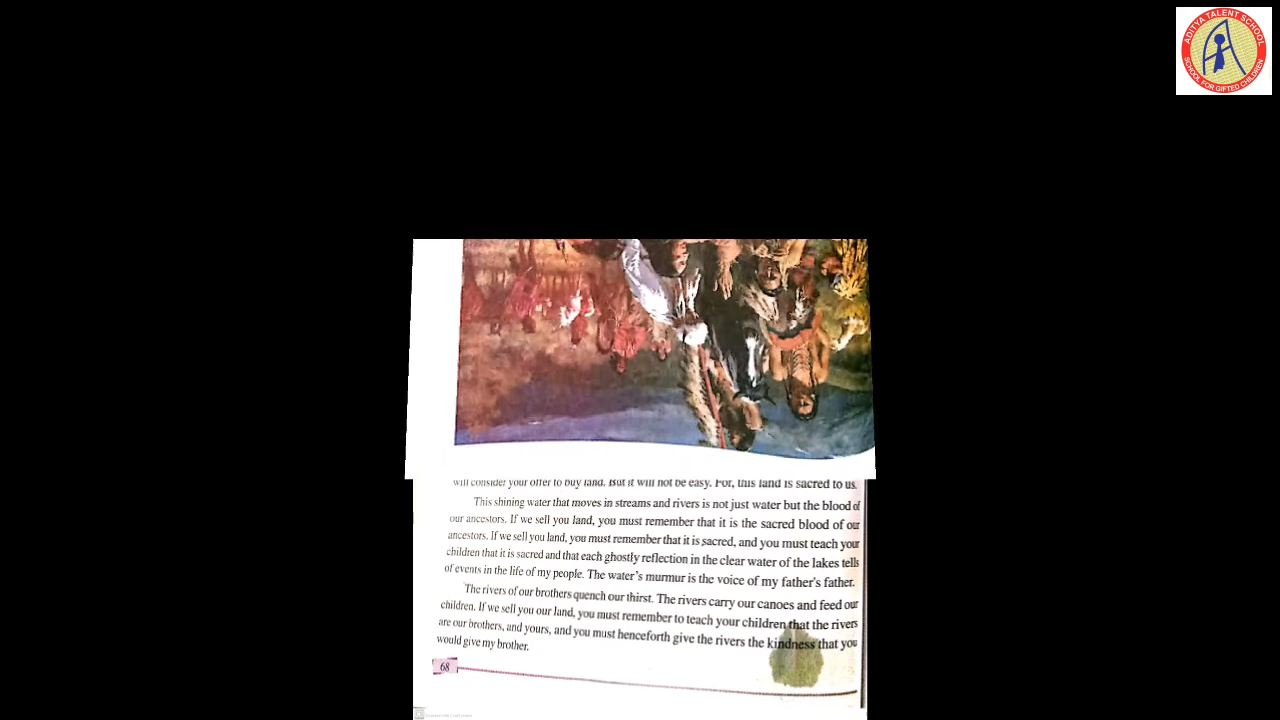 ADITYA TALENT SCHOOL
SCHOOL FOR GIFTED CHILDREN
will consider your offer to buy land. But it will not be easy. For, this land is sacred to us.
This shining water that moves in streams and rivers is not just water but the blood of
our ancestors. If we sell you land, you must remember that it is the sacred blood of our
ancestors. If we sell you land, you must remember that it is sacred, and you must teach your
children that it is sacred and that each ghostly reflection in the clear water of the lakes tells
of events in the life of my people. The water's murmur is the voice of my father's father.
The rivers of our brothers quench our thirst. The rivers carry our canoes and feed our
children. If we sell you our land, you must remember to teach your children that the rivers
are our brothers, and yours, and you must henceforth give the rivers the kindness that you
would give my brother.
68